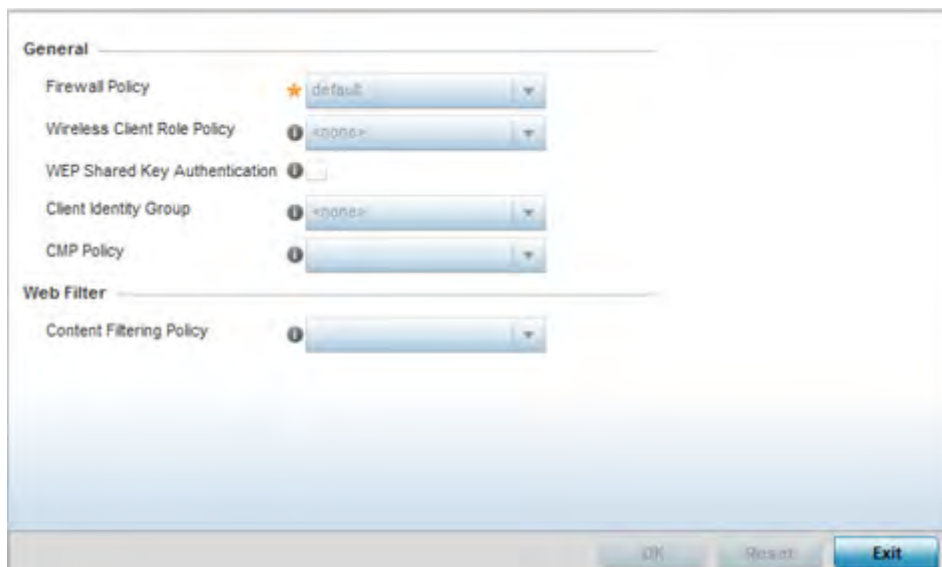 General
Firewall Policy default
Wireless Client Role Policy <none>
WEP Shared Key Authentication
Client Identity Group <none>
CMP Policy
Web Filter
Content Filtering Policy
OK Reset Exit